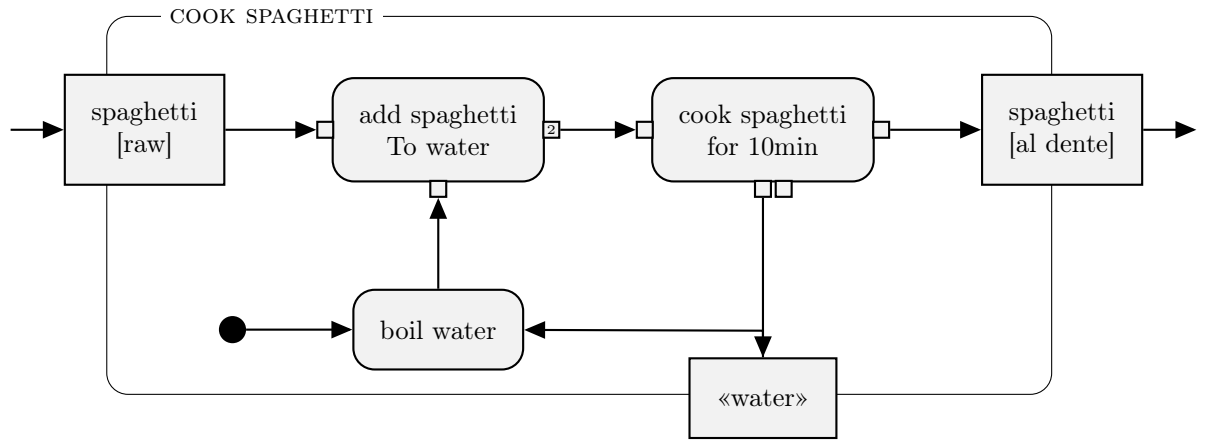 COOK SPAGHETTI
spaghetti
[raw]
add spaghetti
To water
2
cook spaghetti
for 10min
spaghetti
[al dente]
boil water
«water»